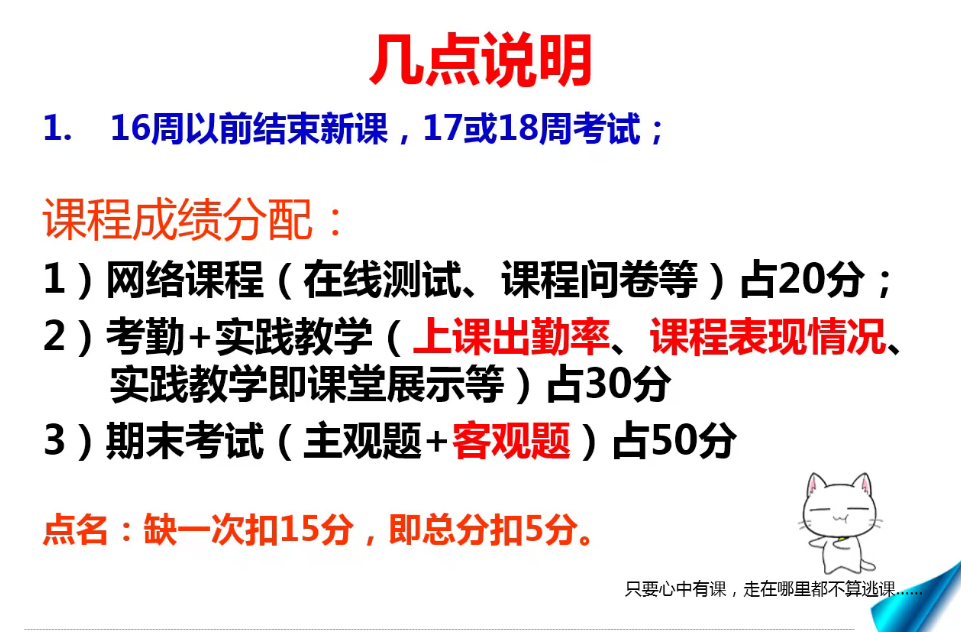 几点说明
1. 16周以前结束新课，17或18周考试；
课程成绩分配：
1）网络课程（在线测试、课程问卷等）占20分；
2）考勤+实践教学（上课出勤率、课程表现情况、
实践教学即课堂展示等）占30分
3）期末考试（主观题+客观题）占50分
点名：缺一次扣15分，即总分扣5分。
只要心中有课，走在哪里都不算逃课……